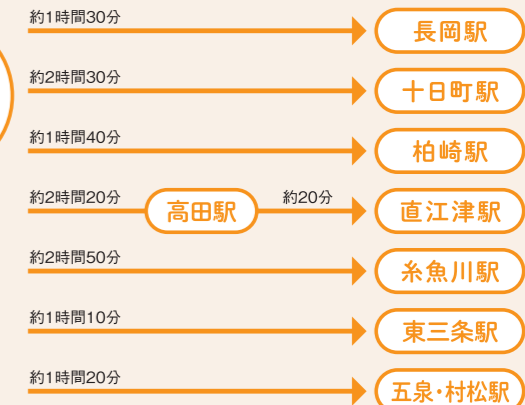 約1時間30分 長岡駅
約2時間30分 十日町駅
約1時間40分 柏崎駅
約2時間20分 高田駅 約20分 直江津駅
約2時間50分 糸魚川駅
約1時間10分 東三条駅
約1時間20分 五泉・村松駅